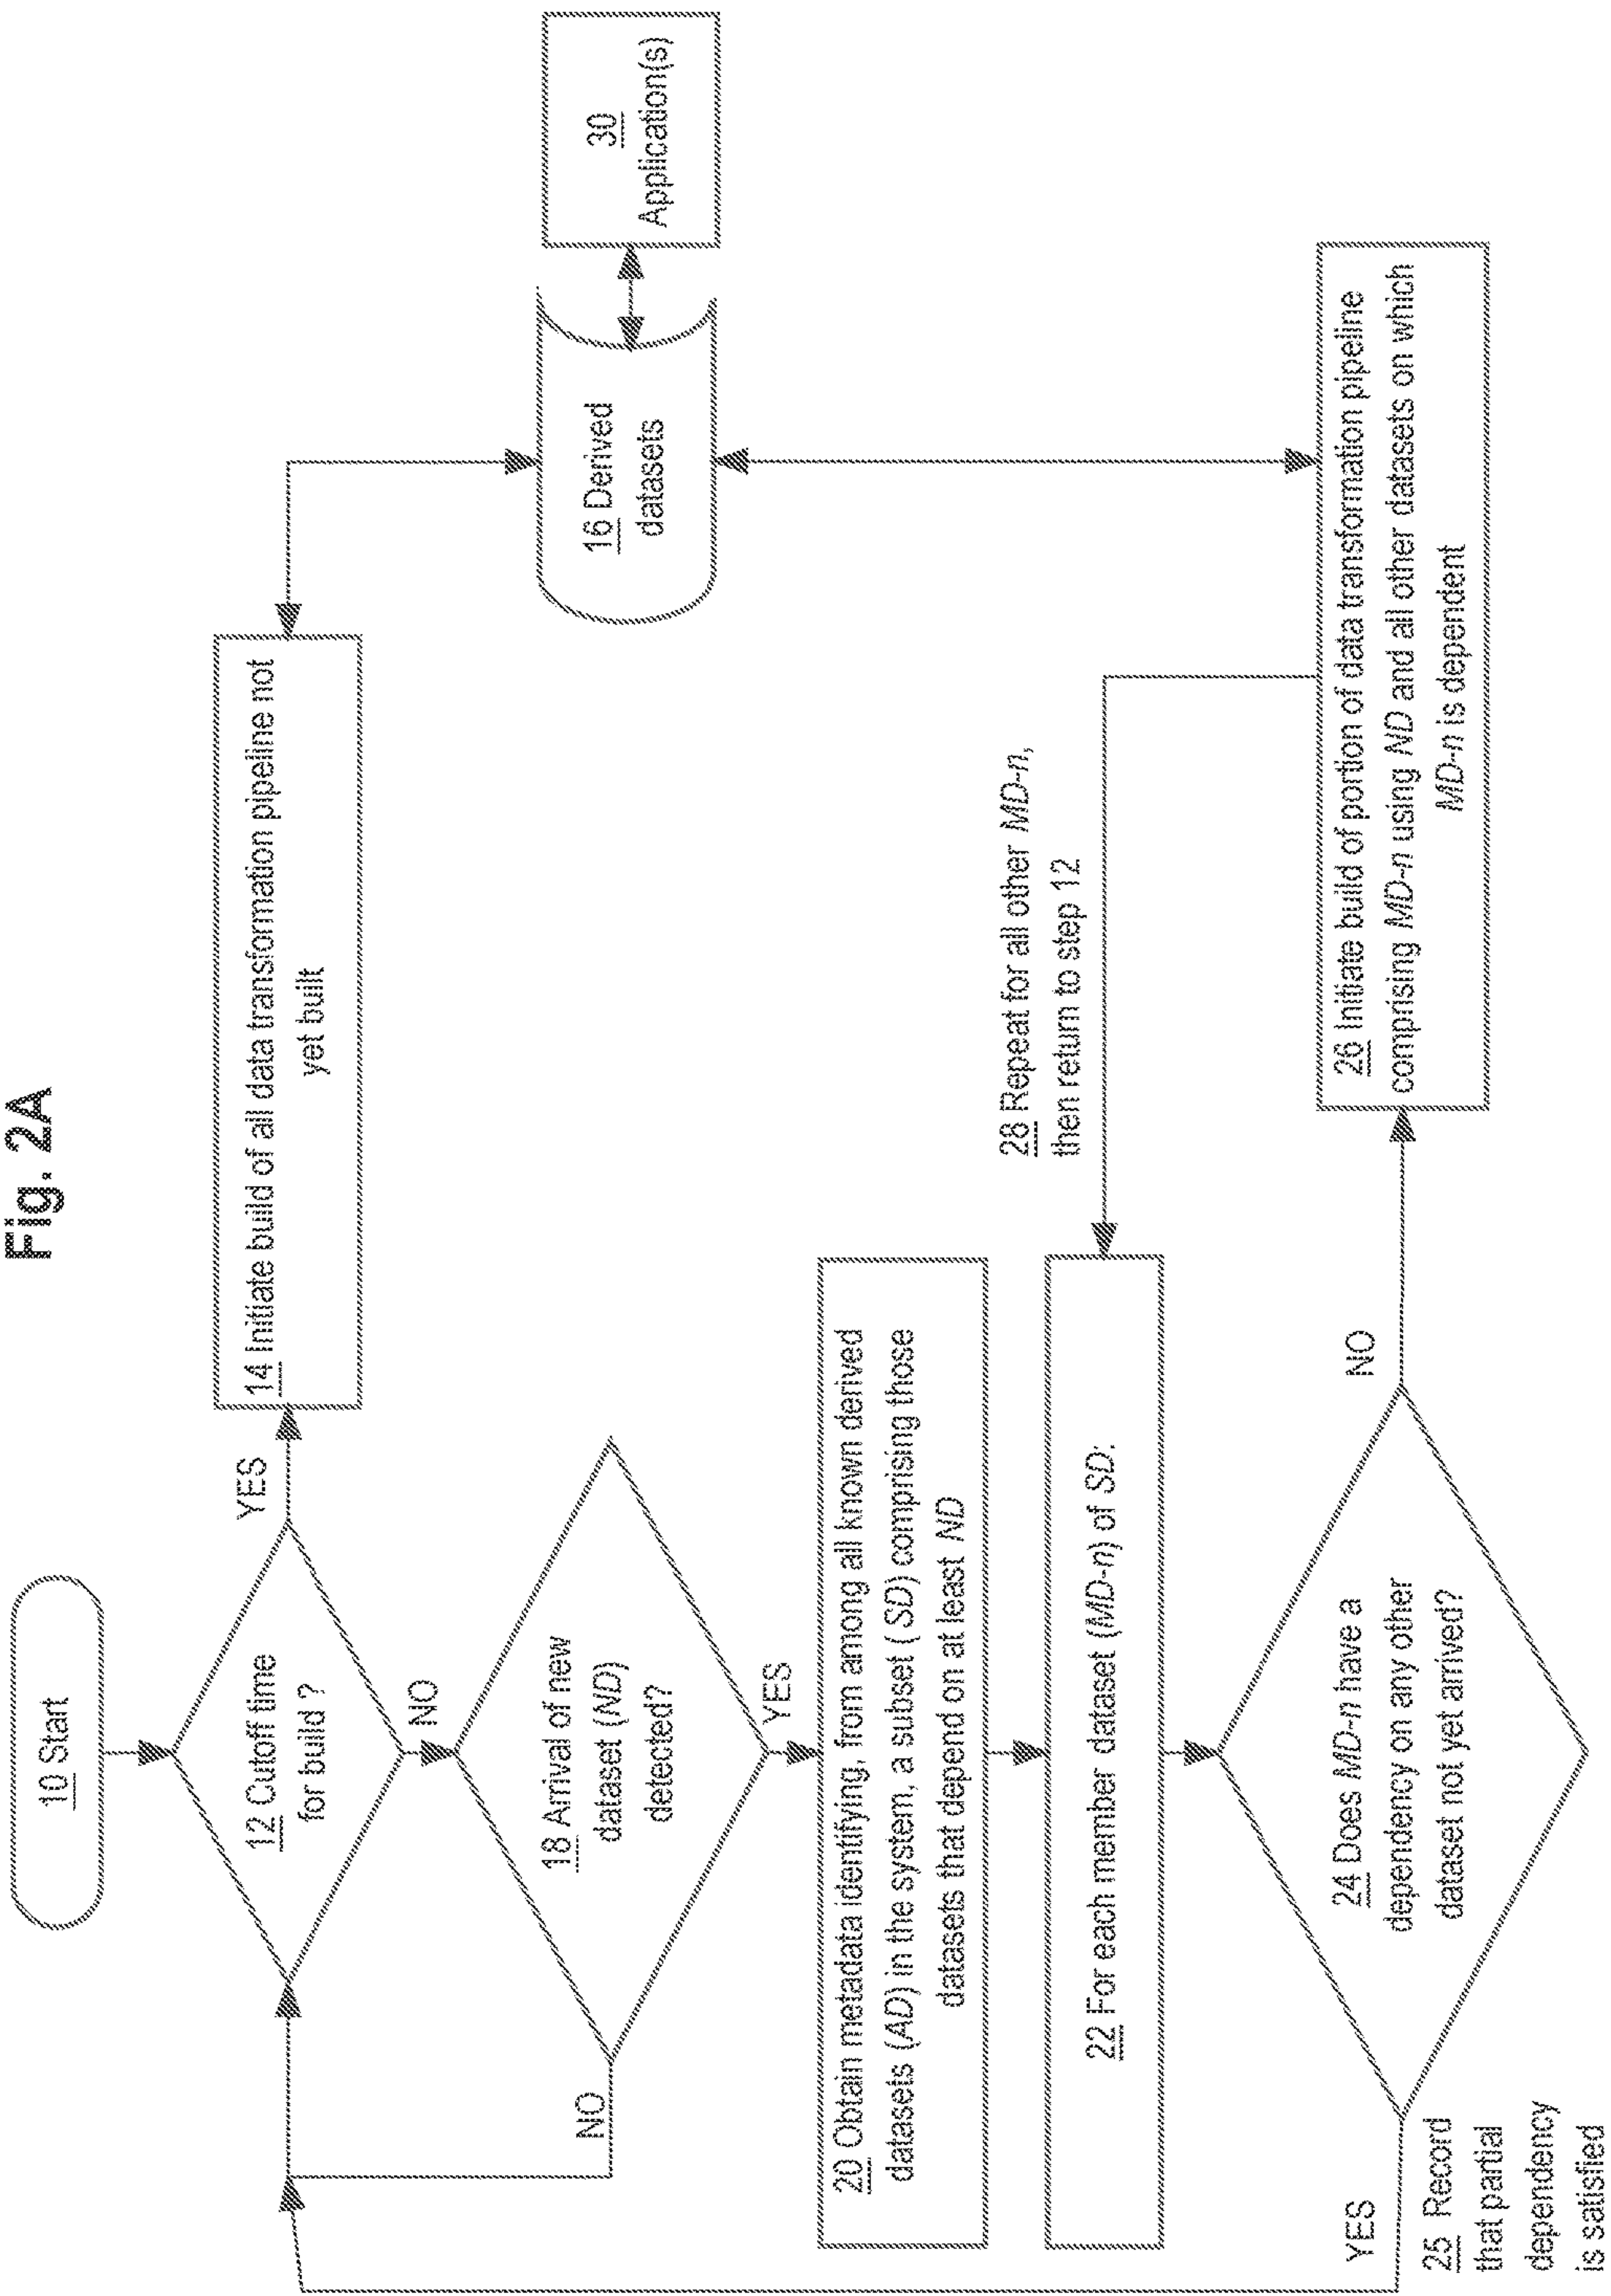 Fig. 2A
10 Start
12 Cutoff time
for build ?
YES
14 Initiate build of all data transformation pipeline not
yet built
NO
18 Arrival of new
dataset (ND)
detected?
NO
YES
16 Derived
datasets
30
Application(s)
20 Obtain metadata identifying, from among all known derived
datasets (AD) in the system, a subset ( SD) comprising those
datasets that depend on at least ND
22 For each member dataset (MD-n) of SD:
28 Repeat for all other MD-n,
then return to step 12
24 Does MD-n have a
dependency on any other
dataset not yet arrived?
NO
26 Initiate build of portion of data transformation pipeline
comprising MD-n using ND and all other datasets on which
MD-n is dependent
YES
25 Record
that partial
dependency
is satisfied